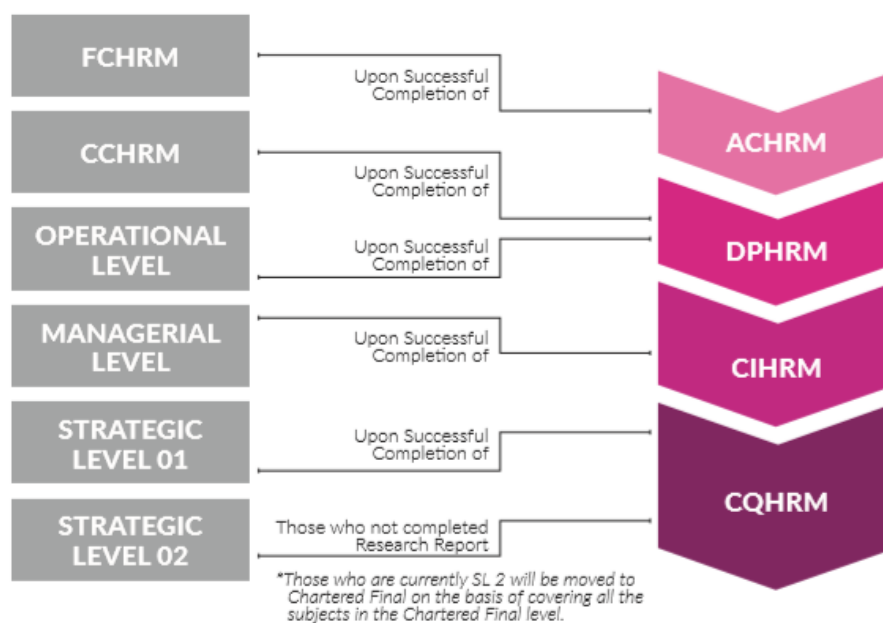 FCHRM
Upon Successful
Completion of
ACHRM
CCHRM
Upon Successful
Completion of
OPERATIONAL
LEVEL
Upon Successful
Completion of
DPHRM
MANAGERIAL
LEVEL
Upon Successful
Completion of
CIHRM
STRATEGIC
LEVEL 01
Upon Successful
Completion of
CQHRM
STRATEGIC
LEVEL 02
Those who not completed
Research Report
*Those who are currently SL 2 will be moved to
Chartered Final on the basis of covering all the
subjects in the Chartered Final level.